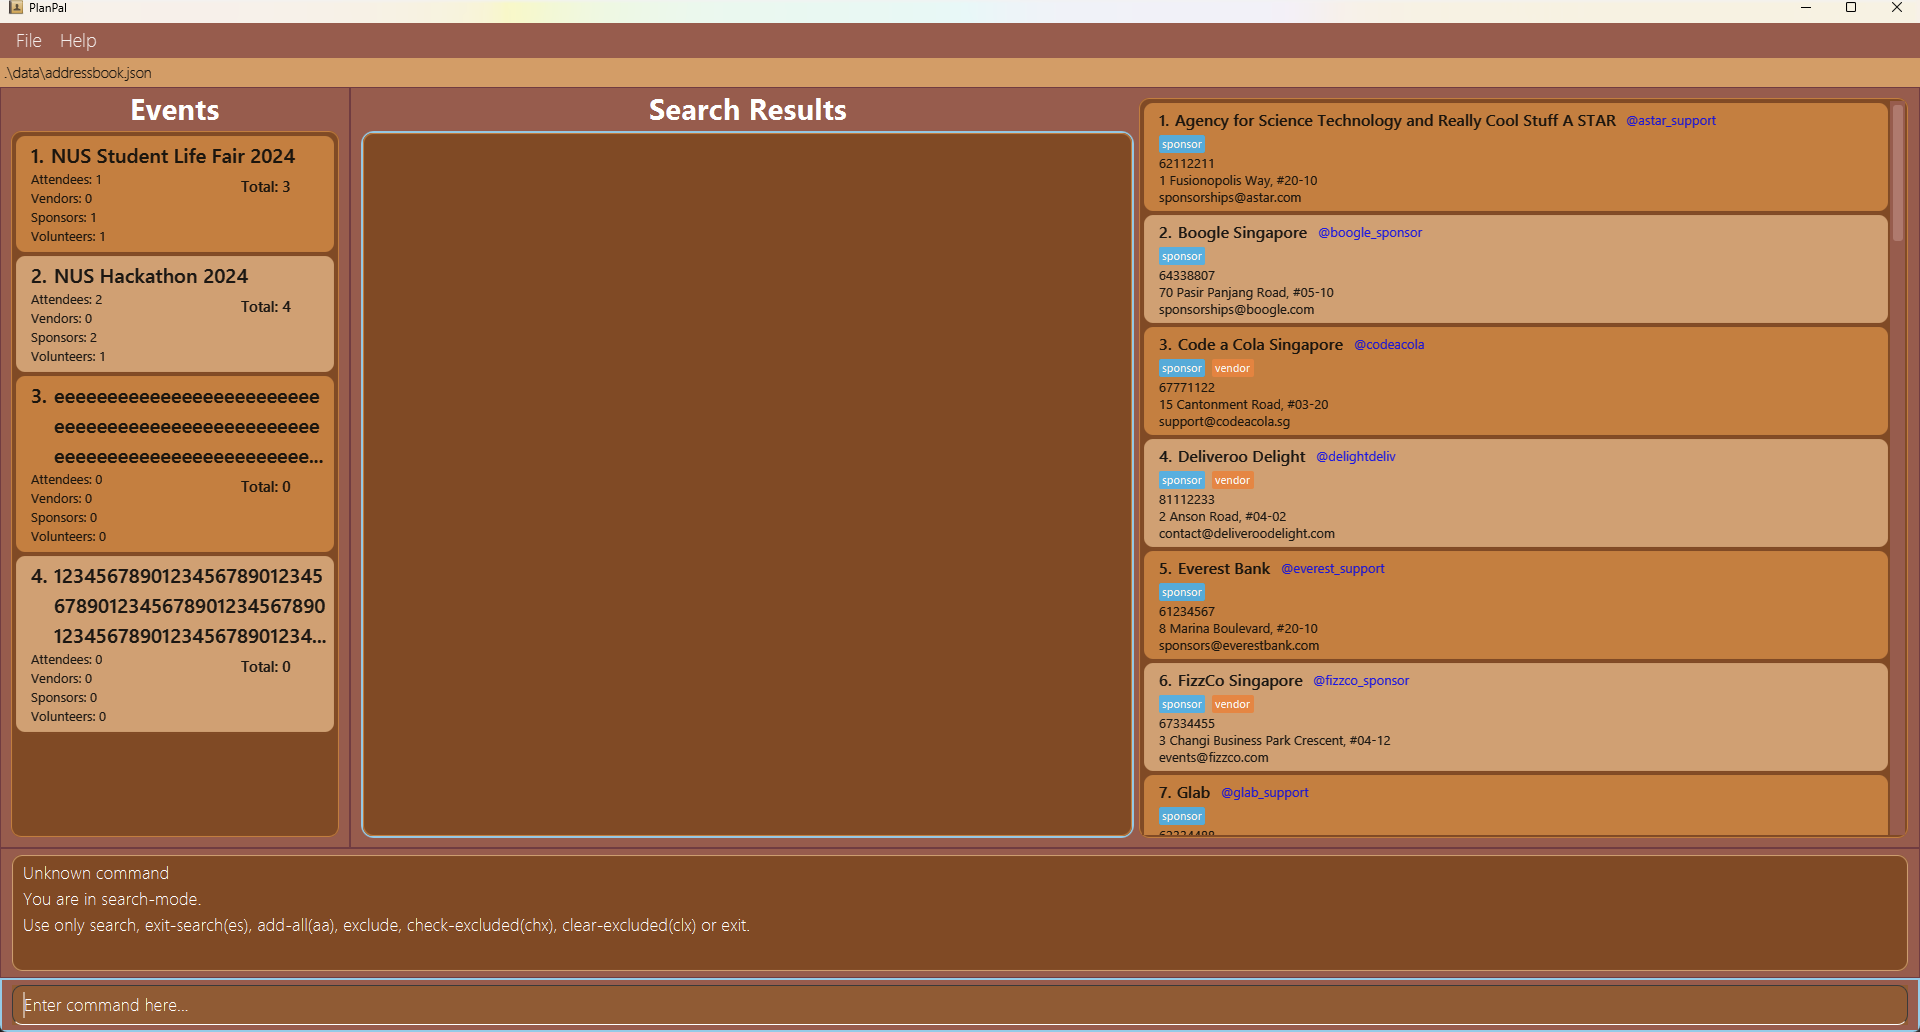 PlanPal
File Help
.\data\addressbook.json
Events
1. NUS Student Life Fair 2024
Attendees: 1
Total: 3
Vendors: 0
Sponsors: 1
Volunteers: 1
2. NUS Hackathon 2024
Attendees: 2
Total: 4
Vendors: 0
Sponsors: 2
Volunteers: 1
3. eeeeeeeeeeeeeeeeeeeeeeeee
eeeeeeeeeeeeeeeeeeeeeeeee
eeeeeeeeeeeeeeeeeeeeeeee...
Attendees: 0
Total: 0
Vendors: 0
Sponsors: 0
Volunteers: 0
4. 1234567890123456789012345
6789012345678901234567890
123456789012345678901234...
Attendees: 0
Total: 0
Vendors: 0
Sponsors: 0
Volunteers: 0
Search Results
1. Agency for Science Technology and Really Cool Stuff A STAR @astar_support
sponsor
62112211
1 Fusionopolis Way, #20-10
sponsorships@astar.com
2. Boogle Singapore @boogle_sponsor
sponsor
64338807
70 Pasir Panjang Road, #05-10
sponsorships@boogle.com
3. Code a Cola Singapore @codeacola
sponsor vendor
67771122
15 Cantonment Road, #03-20
support@codeacola.sg
4. Deliveroo Delight @delightdeliv
sponsor vendor
81112233
2 Anson Road, #04-02
contact@deliveroodelight.com
5. Everest Bank @everest_support
sponsor
61234567
8 Marina Boulevard, #20-10
sponsors@everestbank.com
6. FizzCo Singapore @fizzco_sponsor
sponsor vendor
67334455
3 Changi Business Park Crescent, #04-12
events@fizzco.com
7. Glab @glab_support
sponsor
Unknown command
You are in search-mode.
Use only search, exit-search(es), add-all(aa), exclude, check-excluded(chx), clear-excluded(clx) or exit.
Enter command here...